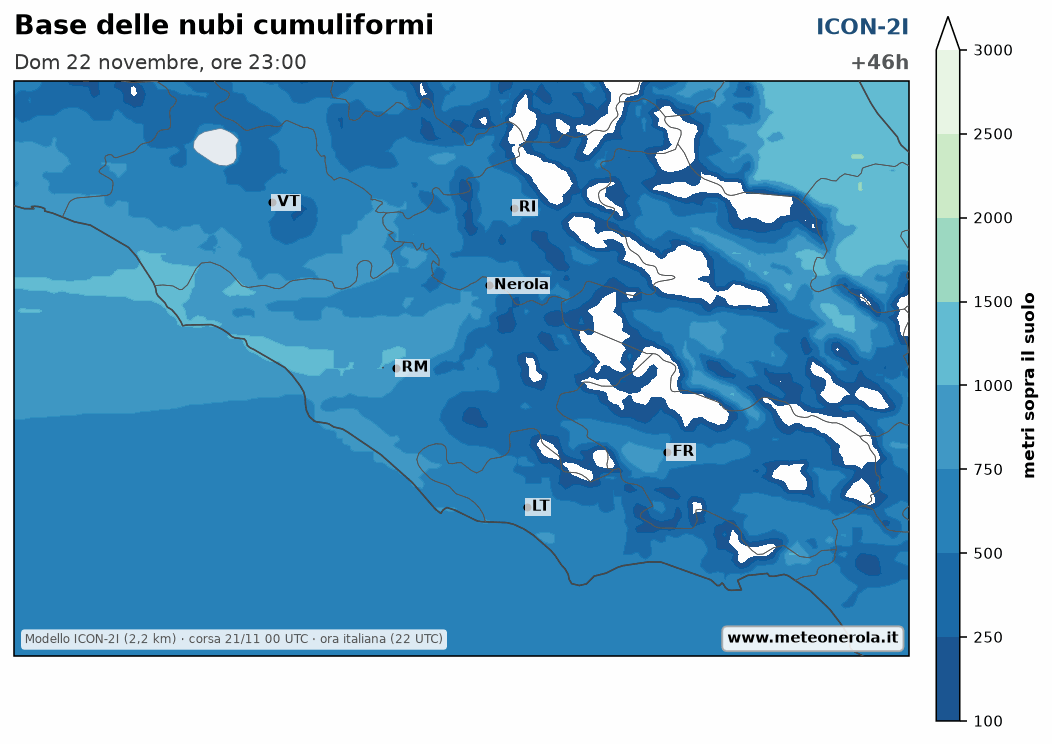 Base delle nubi cumuliformi
ICON-2I
Dom 22 novembre, ore 23:00
+46h
3000
2500
2000
1500
1000
750
500
250
100
metri sopra il suolo
VT
RI
Nerola
RM
FR
LT
Modello ICON-2I (2,2 km) · corsa 21/11 00 UTC · ora italiana (22 UTC)
www.meteonerola.it